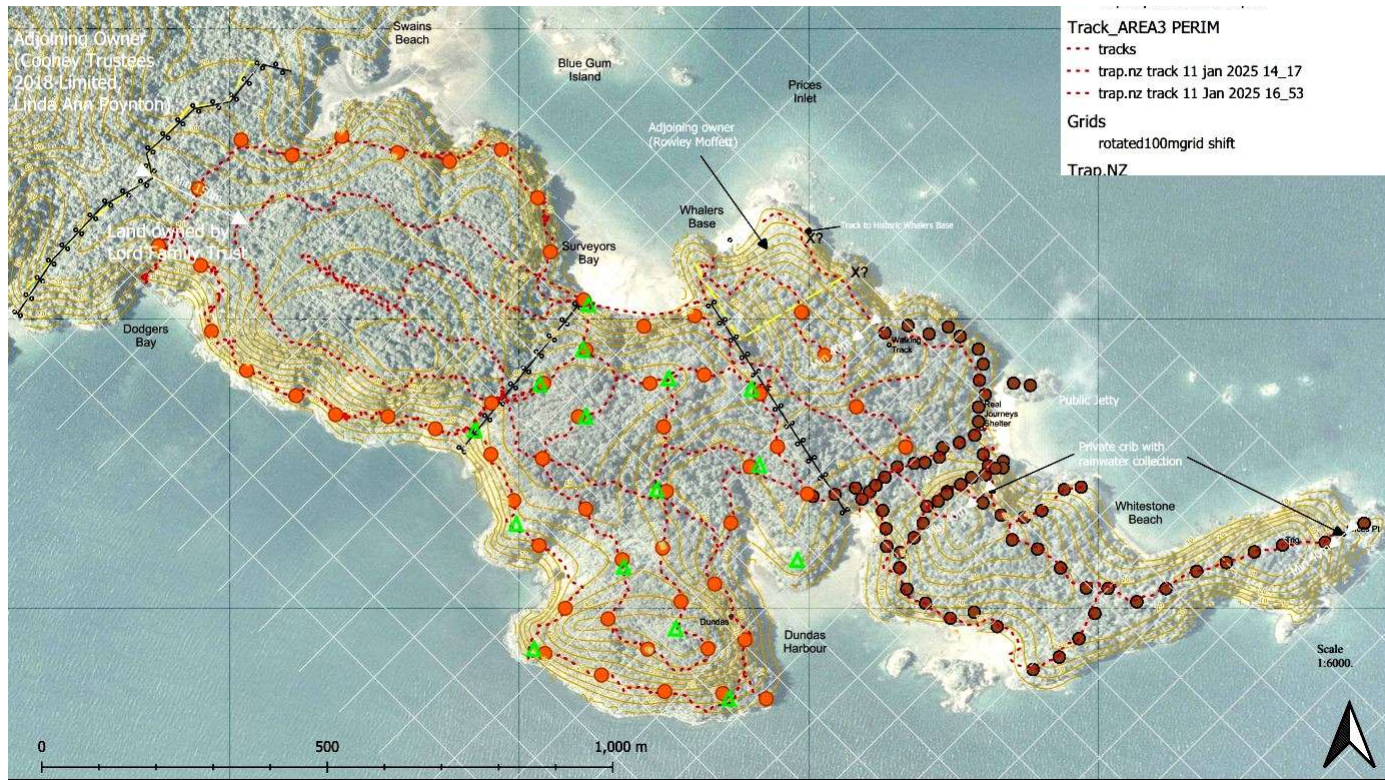 Track_AREA3 PERIM
tracks
trap.nz track 11 jan 2025 14_17
trap.nz track 11 Jan 2025 16_53
Grids
rotated100mgrid shift
Trap.NZ
Adjoining Owner
(Cooney Trustees
2018 Limited,
Linda Ann Poynton)
Swains
Beach
Blue Gum
Island
Prices
Inlet
Adjoining owner
(Rowley Moffett)
Whalers
Base
Track to Historic Whalers Base
X?
X?
Land owned by
Lord Family Trust
Surveyors
Bay
Dodgers
Bay
Walking
Track
Public Jetty
Real
Journeys
Shelter
Private crib with
rainwater collection
Whitestone
Beach
Trig
Dundas
Dundas
Harbour
Scale
1:6000.
0
500
1,000 m